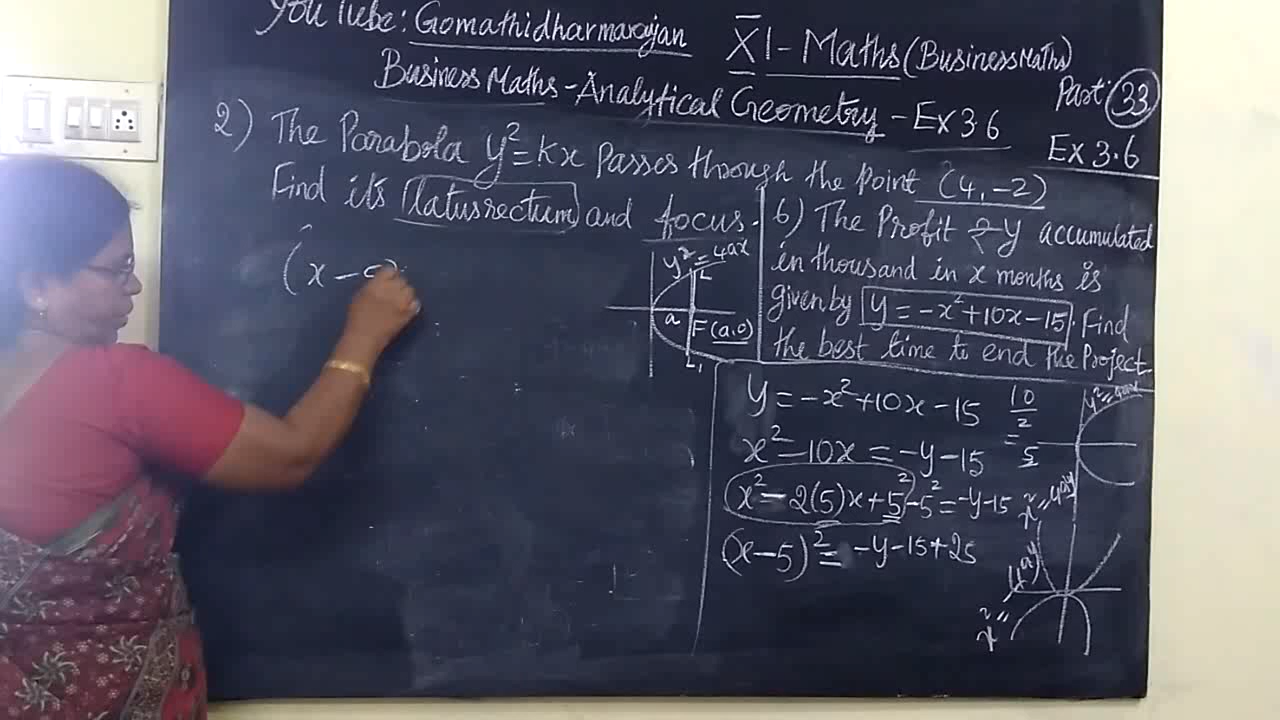 YouTube: Gomathidharmarajan XI-Maths (Business Maths)
Business Maths-Analytical Geometry - Ex 3 6
Part: 33
Ex 3.6
2) The Parabola y²=kx passes through the point (4,-2)
Find its latusrectum and focus.
(x-5)
y²=4ax
L
a
F(a,0)
L₁
6) The Profit ₹ y accumulated
in thousand in x months is
given by y = -x²+10x-15. Find
the best time to end the Project
y = -x²+10x-15
x²-10x = -y-15
x²-2(5)x+5²-5²=-y-15
(x-5)² = -y-15+25
10
2
= 5
y²=4ax
x²=4ay